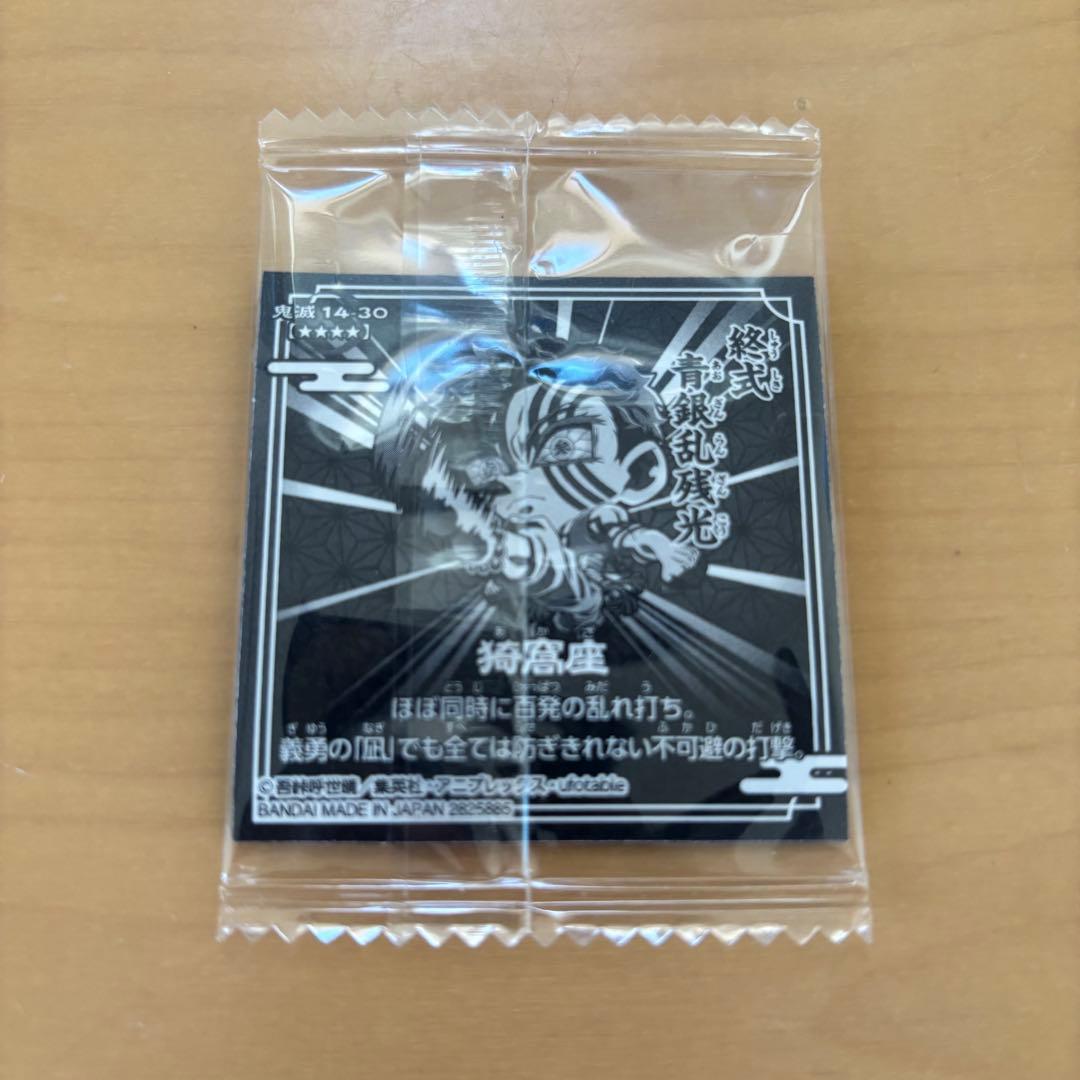 鬼滅 14-30
【★★★★】
終式
青銀乱残光
猗窩座
ほぼ同時に百発の乱れ打ち。
義勇の「凪」でも全ては防ぎきれない不可避の打撃。
©吾峠呼世晴／集英社・アニプレックス・ufotable
BANDAI MADE IN JAPAN 2825885